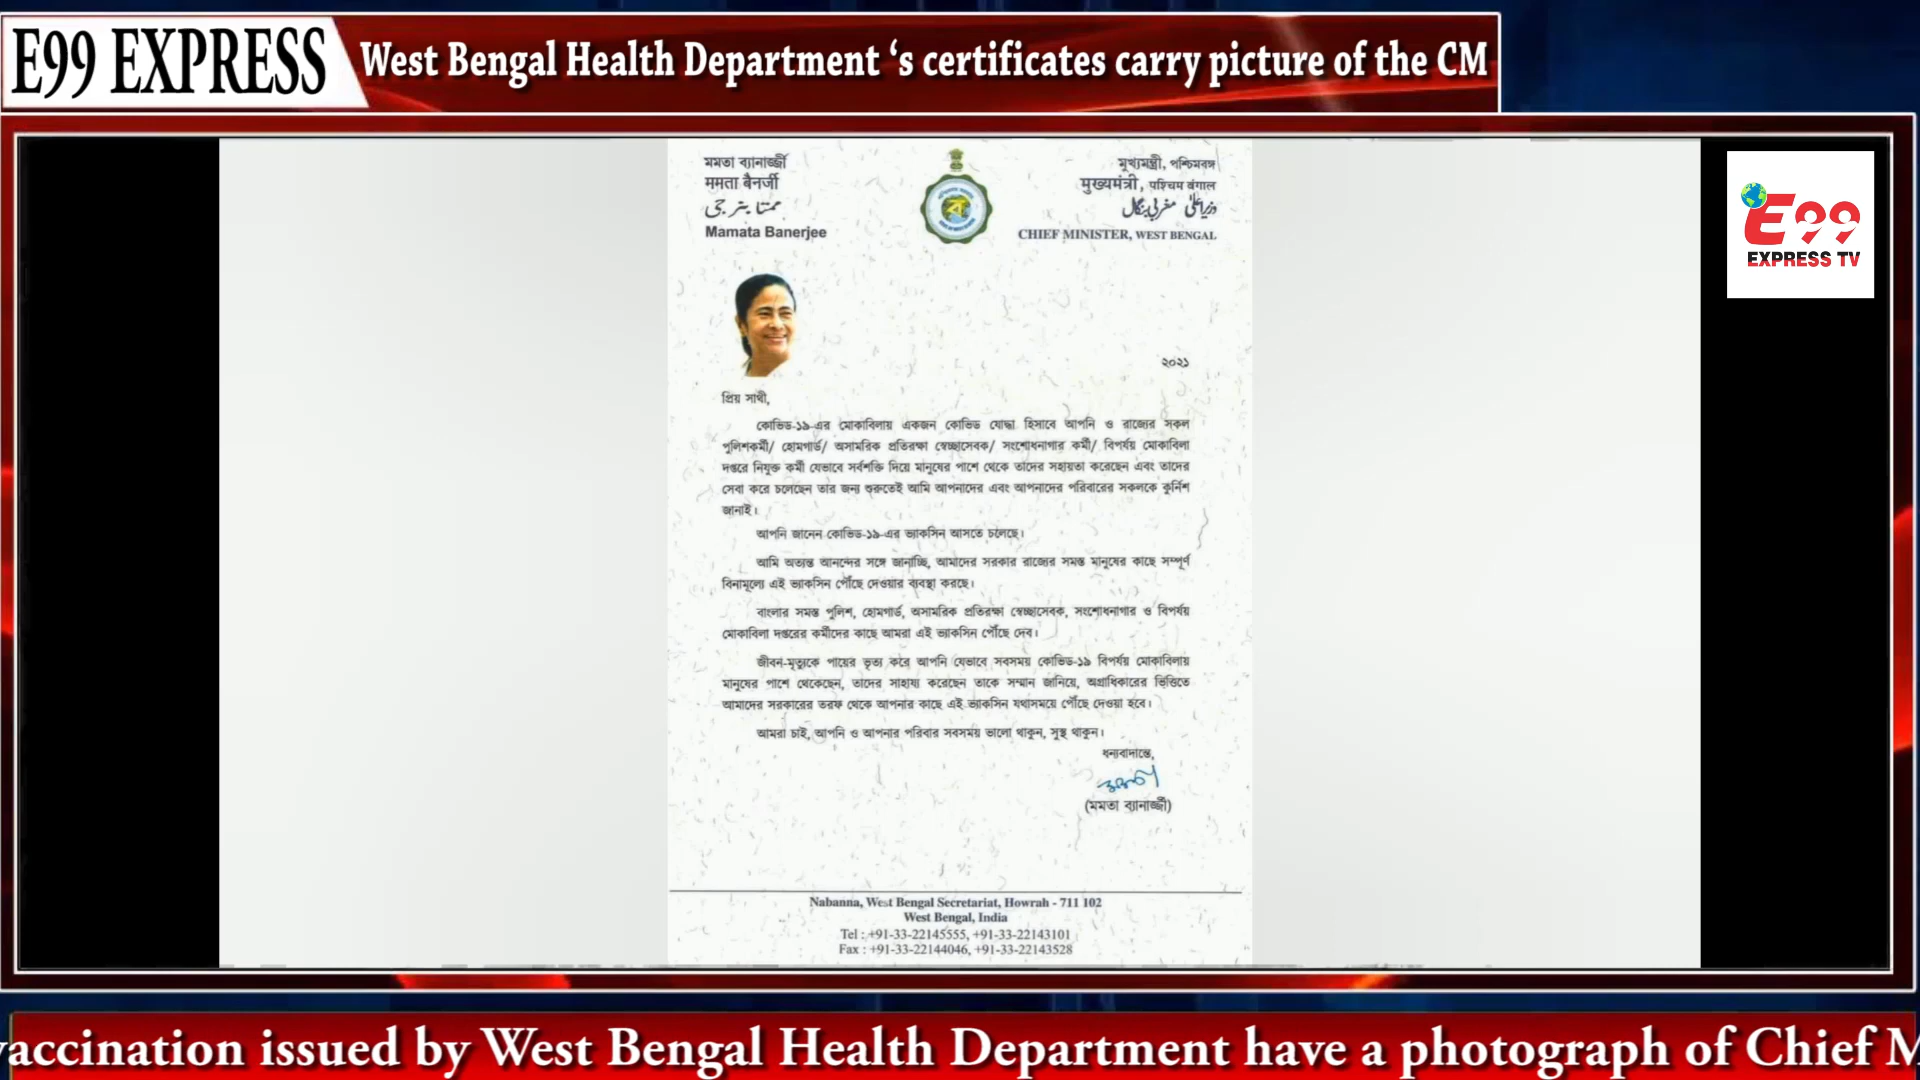 E99 EXPRESS
West Bengal Health Department ‘s certificates carry picture of the CM
E99
EXPRESS TV
মমতা ব্যানার্জ্জী
ममता बैनर्जी
ممتا بنرجی
Mamata Banerjee
মুখ্যমন্ত্রী, পশ্চিমবঙ্গ
मुख्यमंत्री, पश्चिम बंगाल
وزیراعلیٰ مغربی بنگال
CHIEF MINISTER, WEST BENGAL
২০২১
প্রিয় সাথী,
কোভিড-১৯-এর মোকাবিলায় একজন কোভিড যোদ্ধা হিসাবে আপনি ও রাজ্যের সকল
পুলিশকর্মী/ হোমগার্ড/ অসামরিক প্রতিরক্ষা স্বেচ্ছাসেবক/ সংশোধনাগার কর্মী/ বিপর্যয় মোকাবিলা
দপ্তরে নিযুক্ত কর্মী যেভাবে সর্বশক্তি দিয়ে মানুষের পাশে থেকে তাদের সহায়তা করেছেন এবং তাদের
সেবা করে চলেছেন তার জন্য শুরুতেই আমি আপনাদের এবং আপনাদের পরিবারের সকলকে কুর্নিশ
জানাই।
আপনি জানেন কোভিড-১৯-এর ভ্যাকসিন আসতে চলেছে।
আমি অত্যন্ত আনন্দের সঙ্গে জানাচ্ছি, আমাদের সরকার রাজ্যের সমস্ত মানুষের কাছে সম্পূর্ণ
বিনামূল্যে এই ভ্যাকসিন পৌঁছে দেওয়ার ব্যবস্থা করছে।
বাংলার সমস্ত পুলিশ, হোমগার্ড, অসামরিক প্রতিরক্ষা স্বেচ্ছাসেবক, সংশোধনাগার ও বিপর্যয়
মোকাবিলা দপ্তরের কর্মীদের কাছে আমরা এই ভ্যাকসিন পৌঁছে দেব।
জীবন-মৃত্যুকে পায়ের ভৃত্য করে আপনি যেভাবে সবসময় কোভিড-১৯ বিপর্যয় মোকাবিলায়
মানুষের পাশে থেকেছেন, তাদের সাহায্য করেছেন তাকে সম্মান জানিয়ে, অগ্রাধিকারের ভিত্তিতে
আমাদের সরকারের তরফ থেকে আপনার কাছে এই ভ্যাকসিন যথাসময়ে পৌঁছে দেওয়া হবে।
আমরা চাই, আপনি ও আপনার পরিবার সবসময় ভালো থাকুন, সুস্থ থাকুন।
ধন্যবাদান্তে,
(মমতা ব্যানার্জ্জী)
Nabanna, West Bengal Secretariat, Howrah - 711 102
West Bengal, India
Tel : +91-33-22145555, +91-33-22143101
Fax : +91-33-22144046, +91-33-22143528
vaccination issued by West Bengal Health Department have a photograph of Chief M